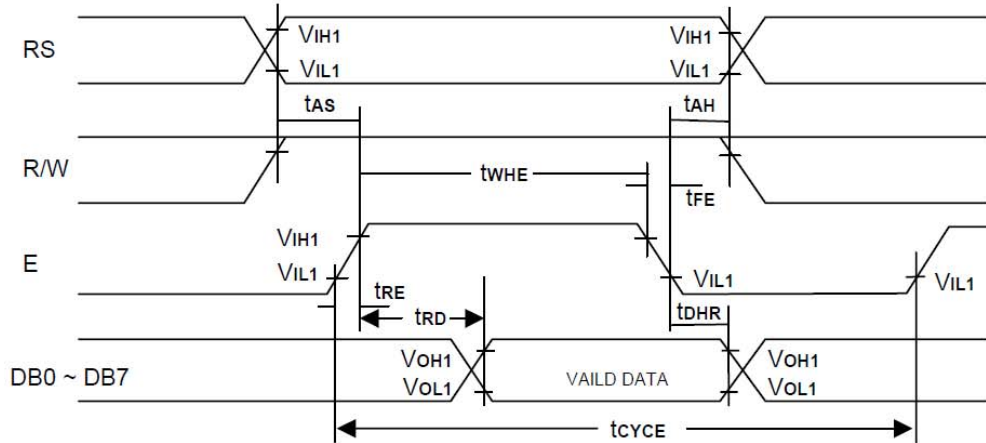 RS
VIH1
VIL1
VIH1
VIL1
tAS
tAH
R/W
tWHE
tFE
E
VIH1
VIL1
VIL1
VIL1
tRE
tRD
tDHR
DB0 ~ DB7
VOH1
VOL1
VAILD DATA
VOH1
VOL1
tCYCE